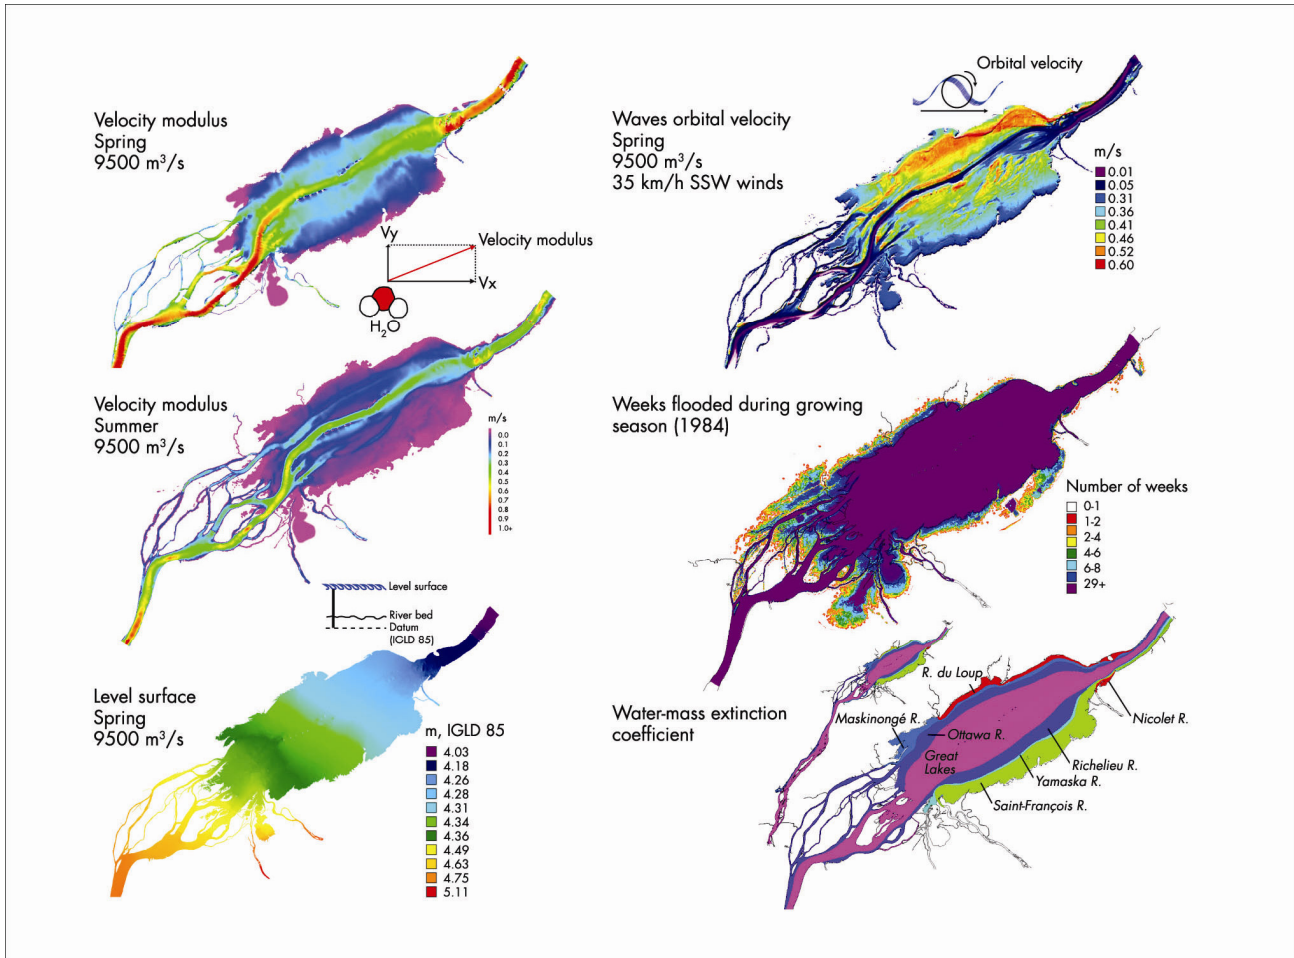 Velocity modulus
Spring
9500 m³/s
Vy
Velocity modulus
Vx
H₂O
Velocity modulus
Summer
9500 m³/s
m/s
0.0
0.1
0.2
0.3
0.4
0.5
0.6
0.7
0.8
0.9
1.0+
Level surface
River bed
Datum
(IGLD 85)
Level surface
Spring
9500 m³/s
m, IGLD 85
4.03
4.18
4.26
4.28
4.31
4.34
4.36
4.49
4.63
4.75
5.11
Orbital velocity
Waves orbital velocity
Spring
9500 m³/s
35 km/h SSW winds
m/s
0.01
0.05
0.31
0.36
0.41
0.46
0.52
0.60
Weeks flooded during growing
season (1984)
Number of weeks
0-1
1-2
2-4
4-6
6-8
29+
Water-mass extinction
coefficient
R. du Loup
Maskinongé R.
Ottawa R.
Great
Lakes
Nicolet R.
Richelieu R.
Yamaska R.
Saint-François R.